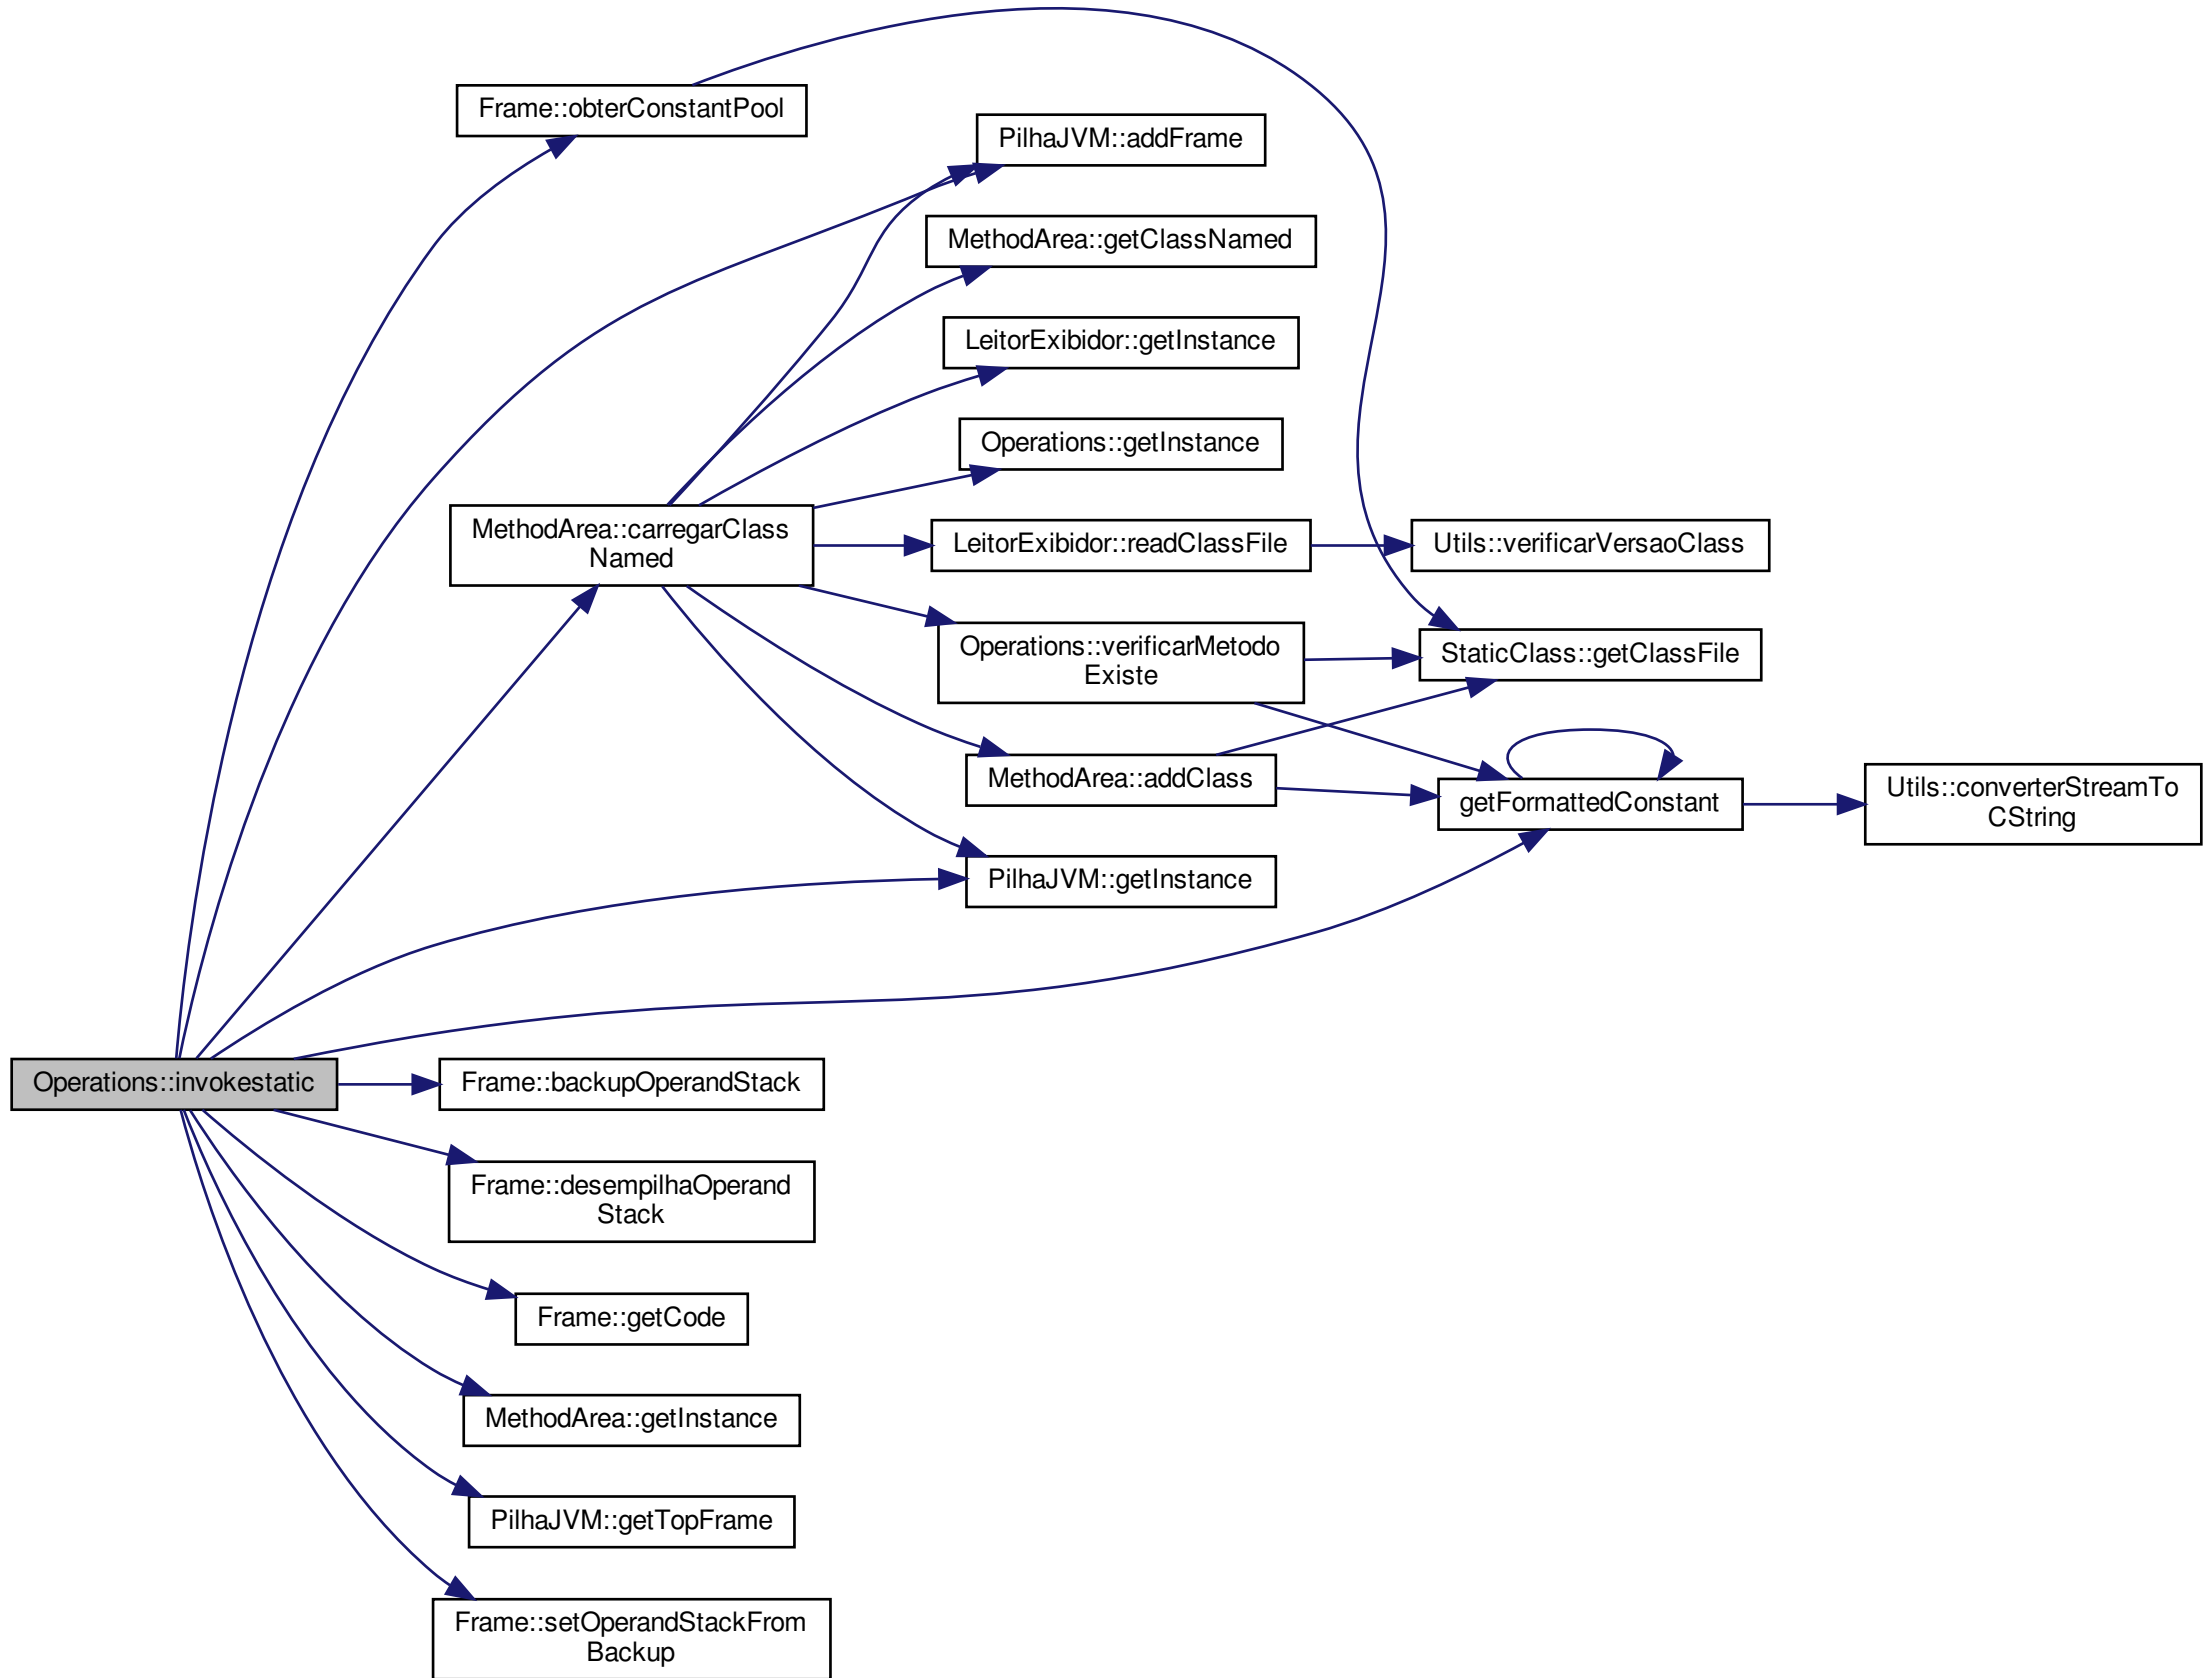 Frame::obterConstantPool
PilhaJVM::addFrame
MethodArea::getClassNamed
LeitorExibidor::getInstance
Operations::getInstance
MethodArea::carregarClass
Named
LeitorExibidor::readClassFile
Utils::verificarVersaoClass
Operations::verificarMetodo
Existe
StaticClass::getClassFile
MethodArea::addClass
getFormattedConstant
Utils::converterStreamTo
CString
PilhaJVM::getInstance
Operations::invokestatic
Frame::backupOperandStack
Frame::desempilhaOperand
Stack
Frame::getCode
MethodArea::getInstance
PilhaJVM::getTopFrame
Frame::setOperandStackFrom
Backup